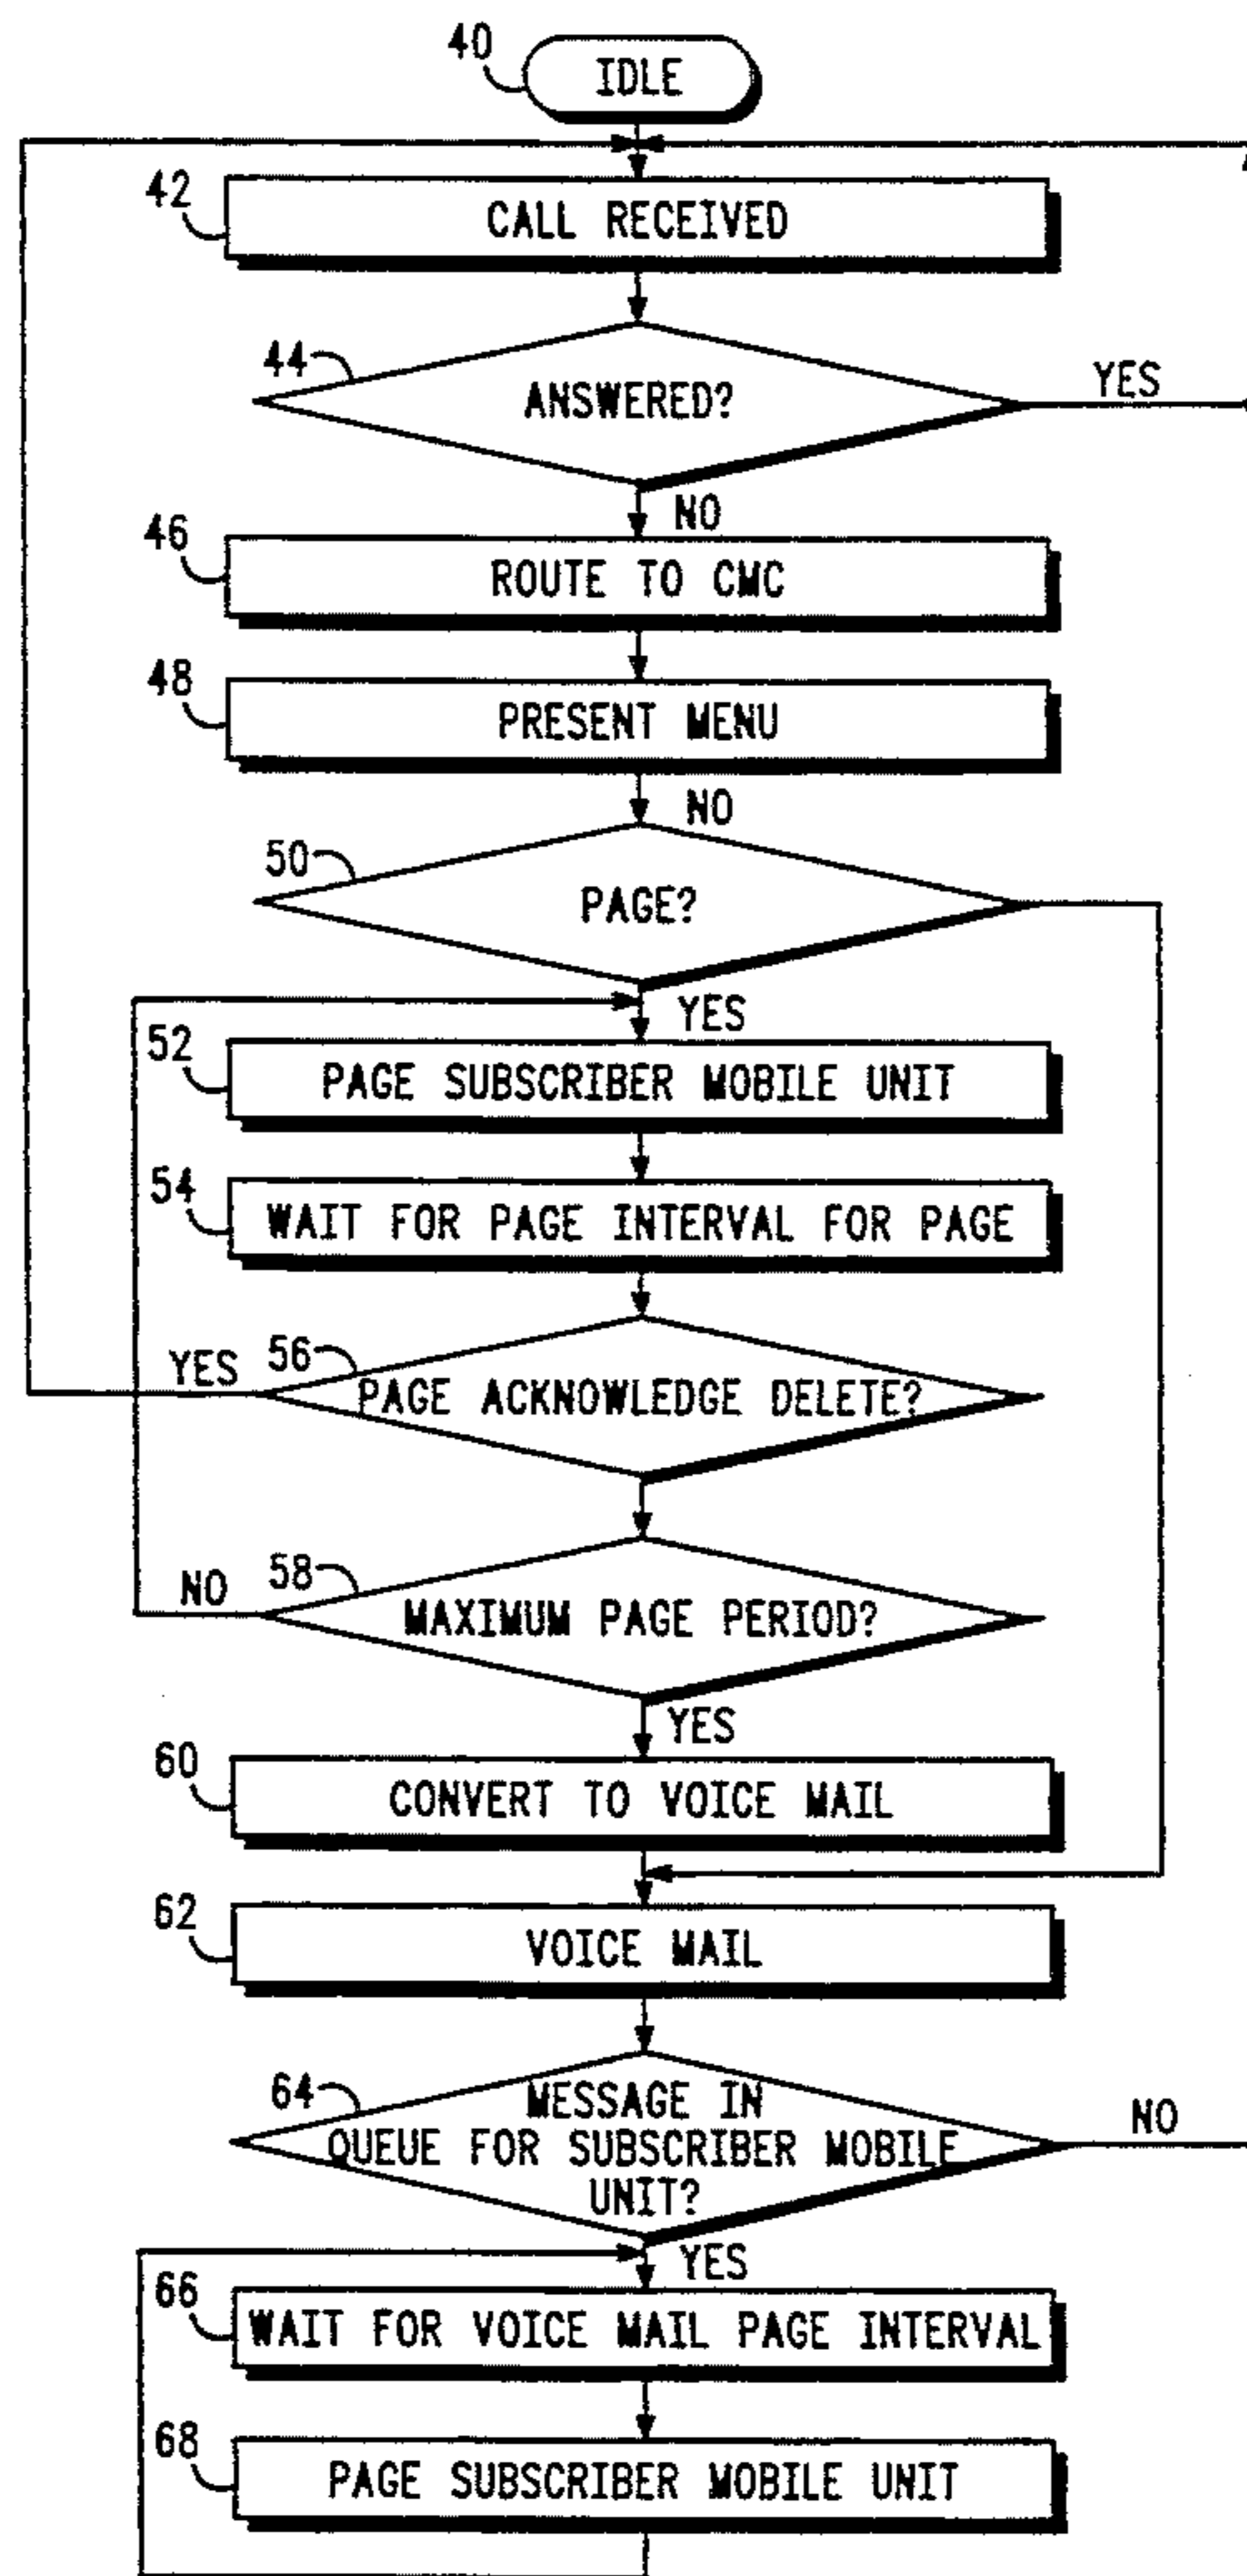 40
IDLE
42
CALL RECEIVED
44
ANSWERED?
YES
NO
46
ROUTE TO CMC
48
PRESENT MENU
NO
50
PAGE?
YES
52
PAGE SUBSCRIBER MOBILE UNIT
54
WAIT FOR PAGE INTERVAL FOR PAGE
56
YES
PAGE ACKNOWLEDGE DELETE?
58
NO
MAXIMUM PAGE PERIOD?
YES
60
CONVERT TO VOICE MAIL
62
VOICE MAIL
64
MESSAGE IN
QUEUE FOR SUBSCRIBER MOBILE
UNIT?
NO
YES
66
WAIT FOR VOICE MAIL PAGE INTERVAL
68
PAGE SUBSCRIBER MOBILE UNIT